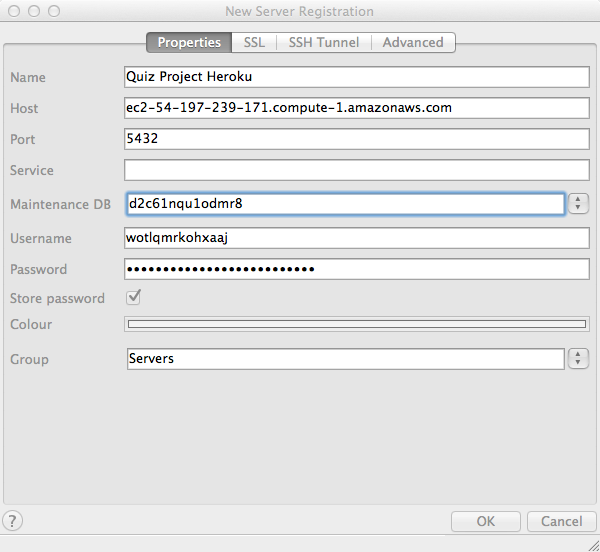 New Server Registration
Properties SSL SSH Tunnel Advanced
Name Quiz Project Heroku
Host ec2-54-197-239-171.compute-1.amazonaws.com
Port 5432
Service
Maintenance DB d2c61nqu1odmr8
Username wotlqmrkohxaaj
Password ••••••••••••••••••••••••••
Store password
Colour
Group Servers
? OK Cancel